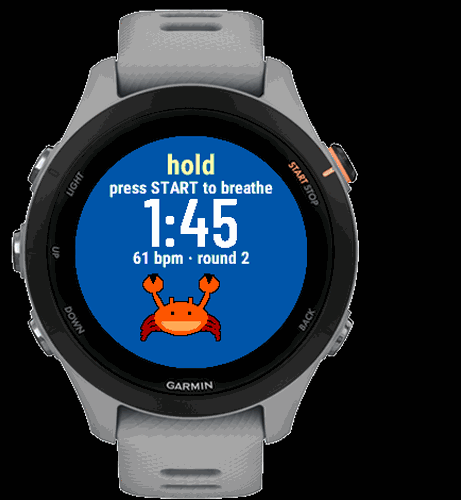 hold
START STOP
press START to breathe
LIGHT
1:45
UP
61 bpm · round 2
DOWN
BACK
GARMIN